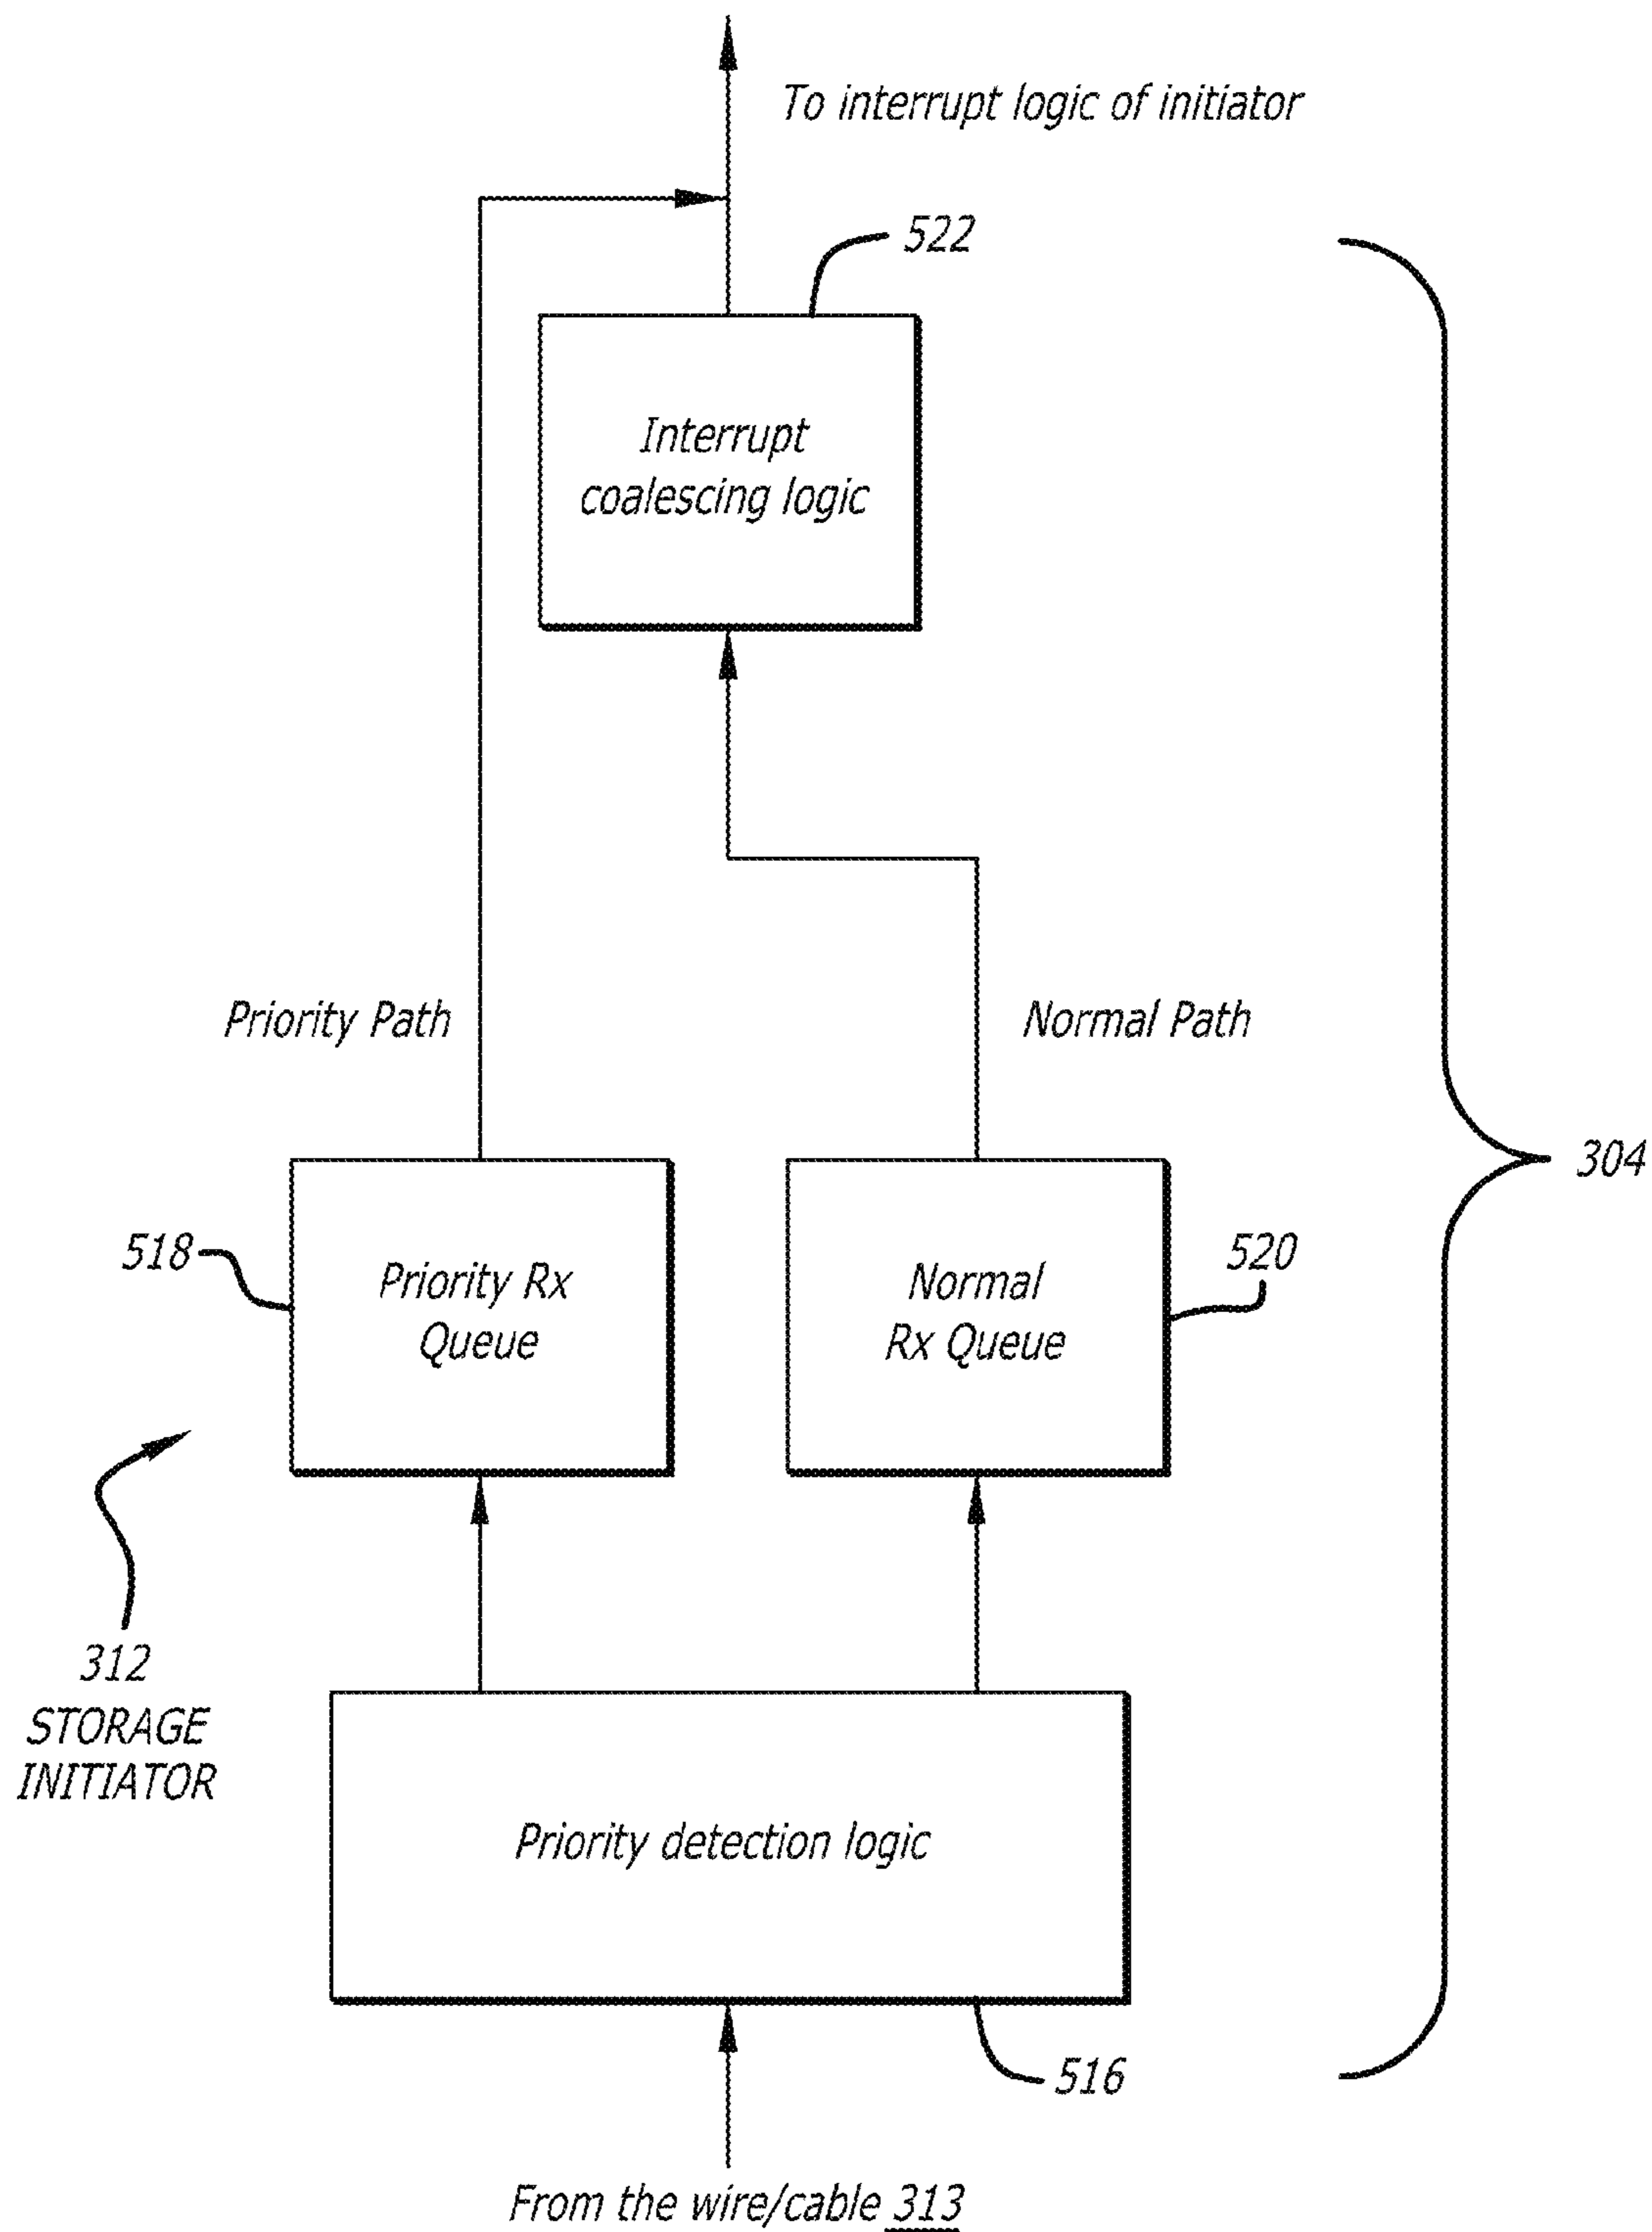 To interrupt logic of initiator
522
Interrupt
coalescing logic
Priority Path
Normal Path
304
518
Priority Rx
Queue
Normal
Rx Queue
520
312
STORAGE
INITIATOR
Priority detection logic
516
From the wire/cable 313